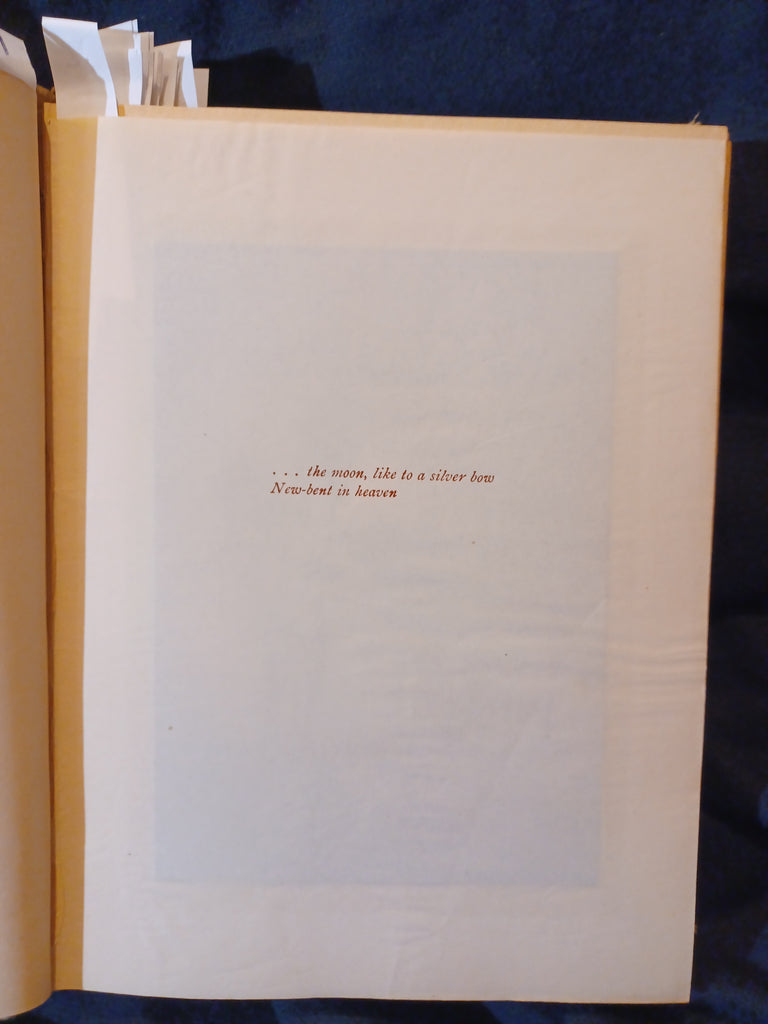 . . . the moon, like to a silver bow
New-bent in heaven